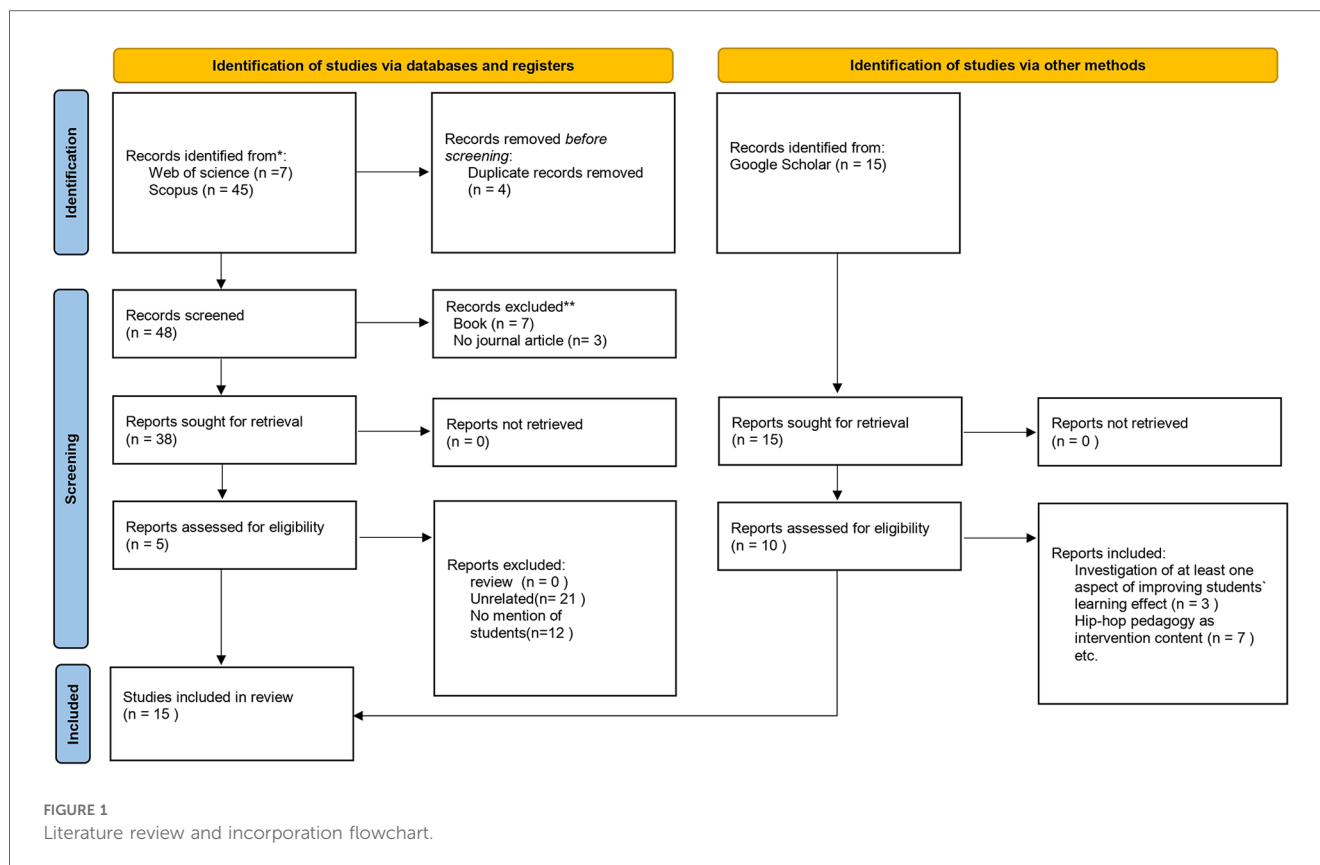 Identification of studies via databases and registers
Identification of studies via other methods
Identification
Records identified from*:
Web of science (n =7)
Scopus (n = 45)
Records removed before
screening:
Duplicate records removed
(n = 4)
Records identified from:
Google Scholar (n = 15)
Screening
Records screened
(n = 48)
Records excluded**
Book (n = 7)
No journal article (n= 3)
Reports sought for retrieval
(n = 38)
Reports not retrieved
(n = 0)
Reports sought for retrieval
(n = 15)
Reports not retrieved
(n = 0 )
Reports assessed for eligibility
(n = 5)
Reports excluded:
review (n = 0 )
Unrelated(n= 21 )
No mention of
students(n=12 )
Reports assessed for eligibility
(n = 10 )
Reports included:
Investigation of at least one
aspect of improving students`
learning effect (n = 3 )
Hip-hop pedagogy as
intervention content (n = 7 )
etc.
Included
Studies included in review
(n = 15 )
FIGURE 1
Literature review and incorporation flowchart.